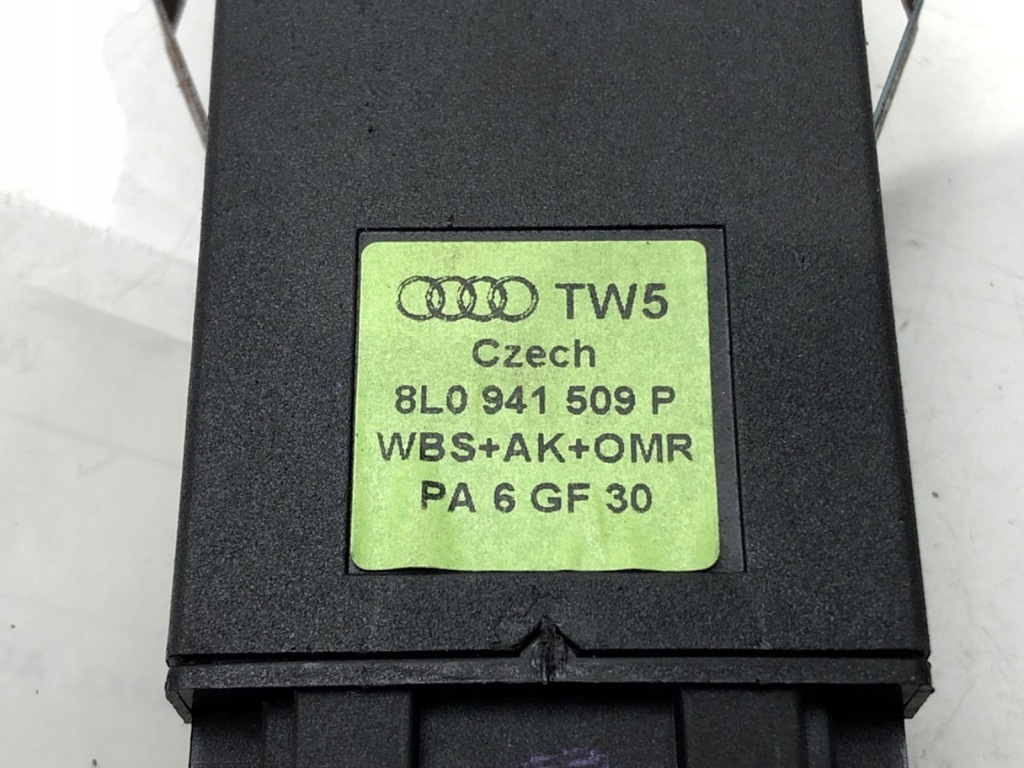 TW5
Czech
8L0 941 509 P
WBS+AK+OMR
PA 6 GF 30